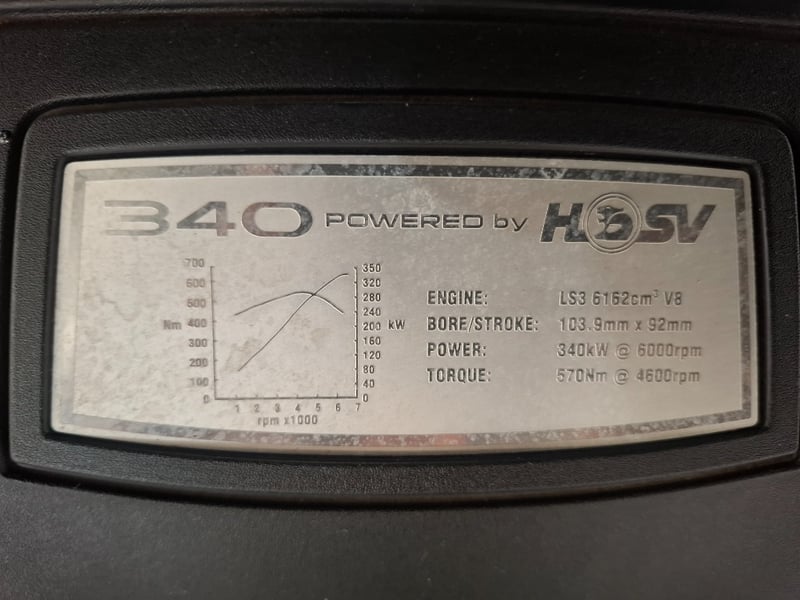 340 POWERED by HSV
700
600
500
Nm 400
300
200
100
0
350
320
280
240
200 kW
160
120
80
40
0
1 2 3 4 5 6 7
rpm x1000
ENGINE: LS3 6162cm³ V8
BORE/STROKE: 103.9mm x 92mm
POWER: 340kW @ 6000rpm
TORQUE: 570Nm @ 4600rpm